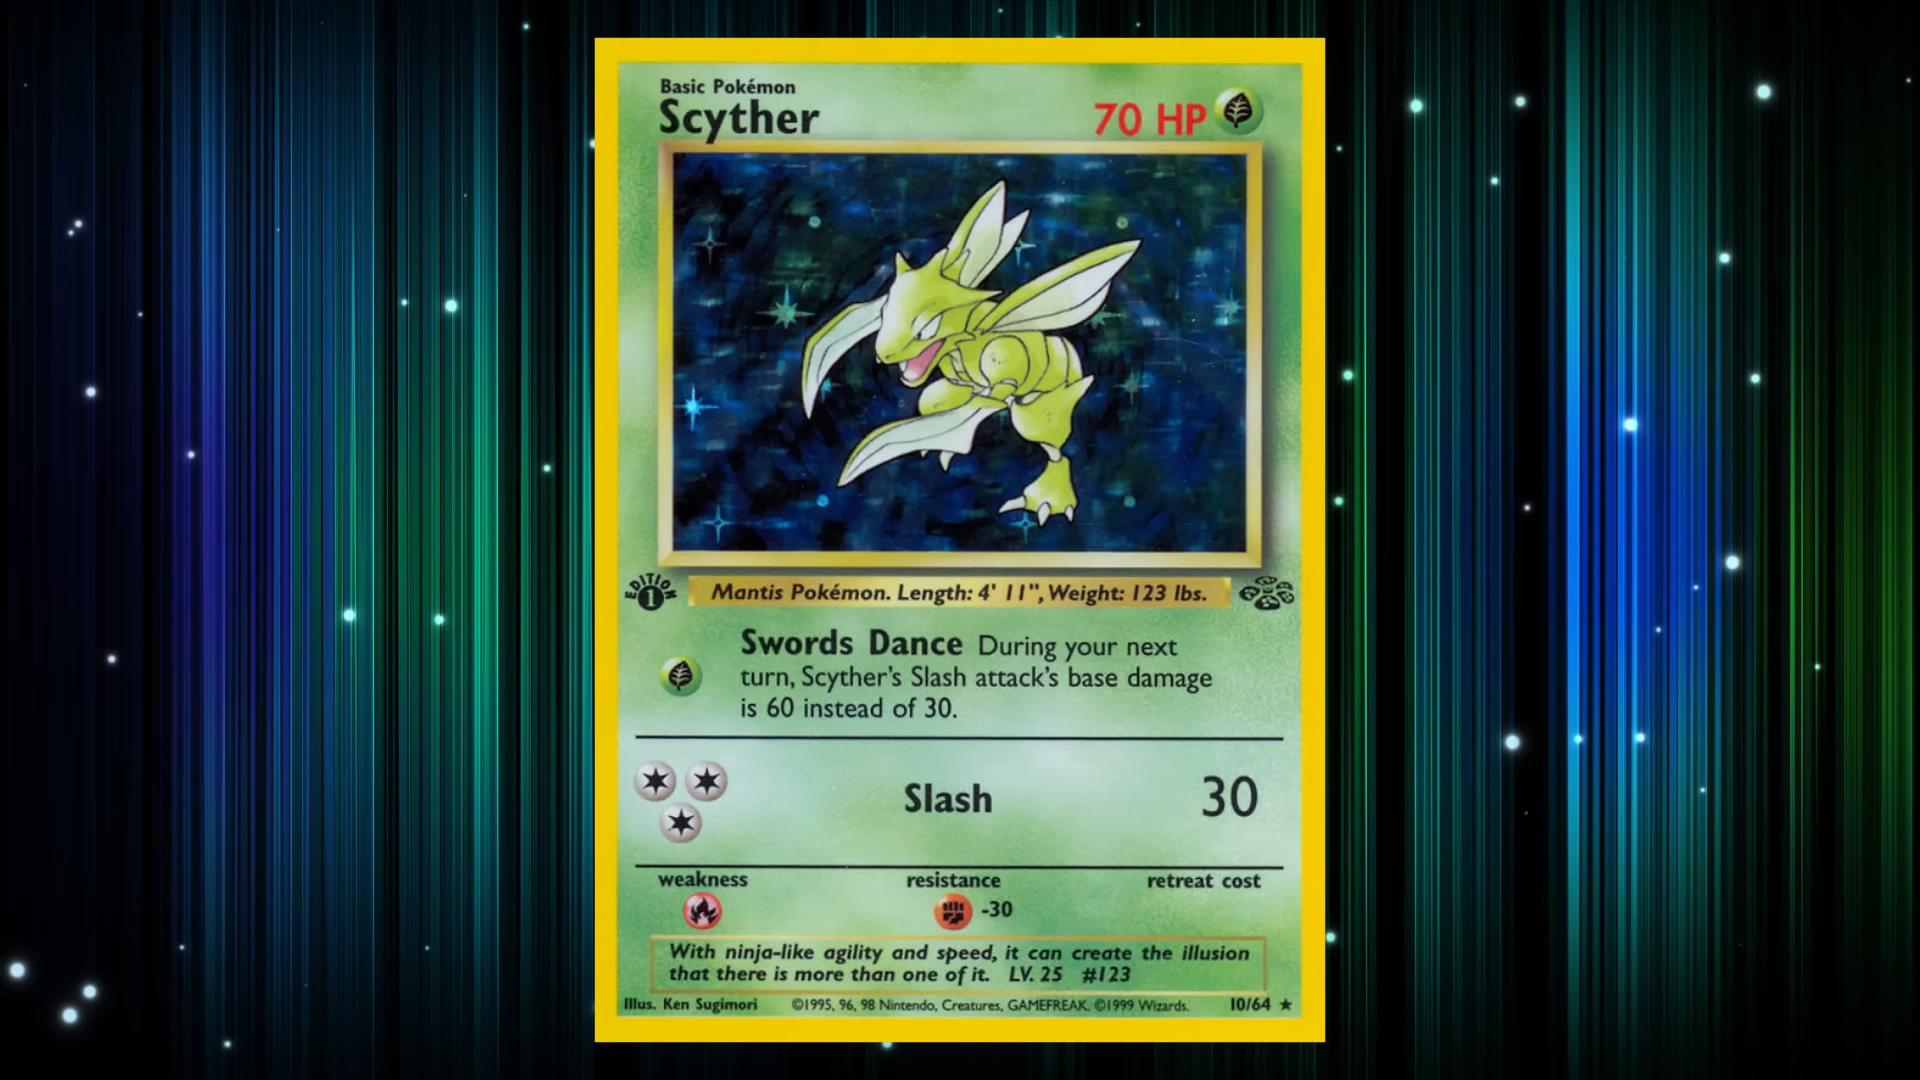 Basic Pokémon
Scyther
70 HP
EDITION
1
Mantis Pokémon. Length: 4' 11", Weight: 123 lbs.
Swords Dance During your next
turn, Scyther's Slash attack's base damage
is 60 instead of 30.
Slash
30
weakness
resistance
retreat cost
-30
With ninja-like agility and speed, it can create the illusion
that there is more than one of it. LV. 25 #123
Illus. Ken Sugimori
©1995, 96, 98 Nintendo, Creatures, GAMEFREAK. ©1999 Wizards.
10/64 ★